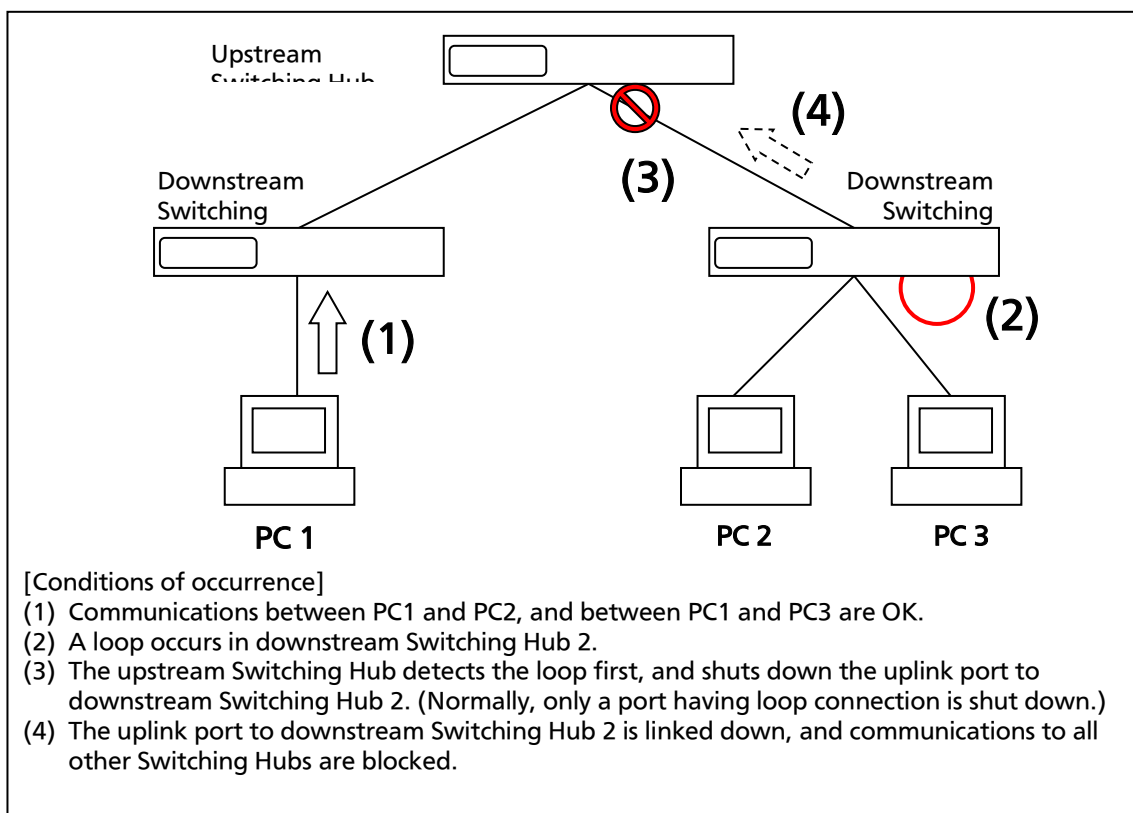 Upstream
Switching Hub
(4)
(3)
Downstream
Switching
Downstream
Switching
(1)
(2)
PC 1
PC 2
PC 3
[Conditions of occurrence]
(1) Communications between PC1 and PC2, and between PC1 and PC3 are OK.
(2) A loop occurs in downstream Switching Hub 2.
(3) The upstream Switching Hub detects the loop first, and shuts down the uplink port to
downstream Switching Hub 2. (Normally, only a port having loop connection is shut down.)
(4) The uplink port to downstream Switching Hub 2 is linked down, and communications to all
other Switching Hubs are blocked.